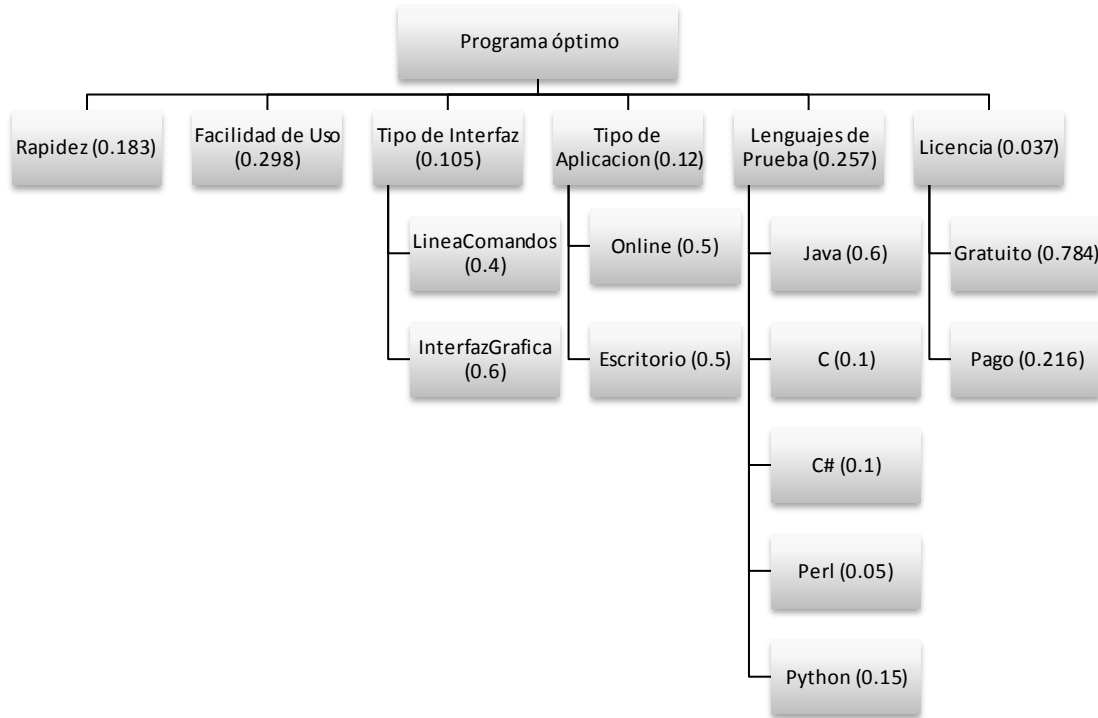 Programa óptimo
Rapidez (0.183)
Facilidad de Uso
(0.298)
Tipo de Interfaz
(0.105)
Tipo de
Aplicacion (0.12)
Lenguajes de
Prueba (0.257)
Licencia (0.037)
LineaComandos
(0.4)
InterfazGrafica
(0.6)
Online (0.5)
Escritorio (0.5)
Java (0.6)
C (0.1)
C# (0.1)
Perl (0.05)
Python (0.15)
Gratuito (0.784)
Pago (0.216)